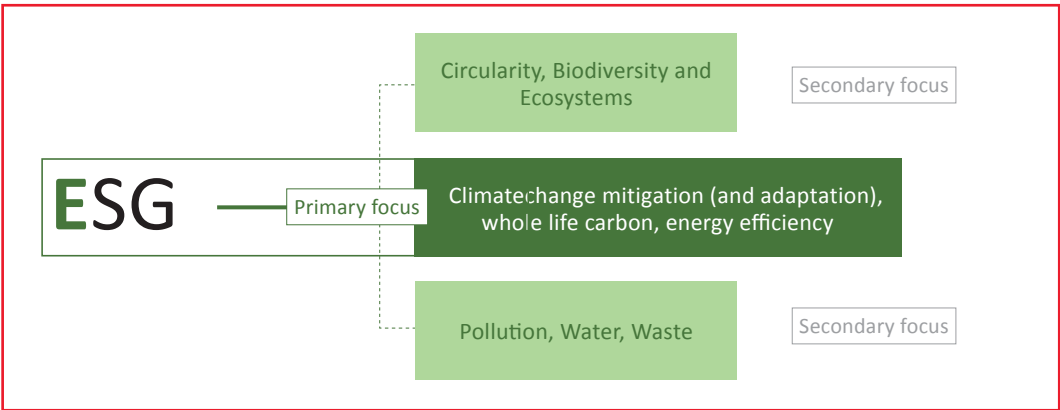 Circularity, Biodiversity and
Ecosystems
Secondary focus
ESG
Primary focus
Climatechange mitigation (and adaptation),
whole life carbon, energy efficiency
Pollution, Water, Waste
Secondary focus